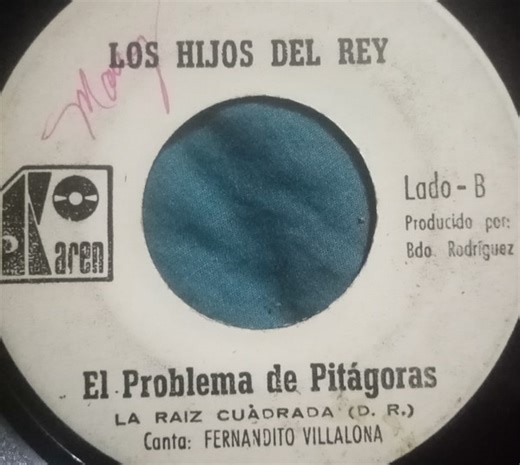 LOS HIJOS DEL REY
Karen
Lado - B
Producido por:
Bdo. Rodríguez
El Problema de Pitágoras
LA RAIZ CUADRADA (D. R.)
Canta: FERNANDITO VILLALONA